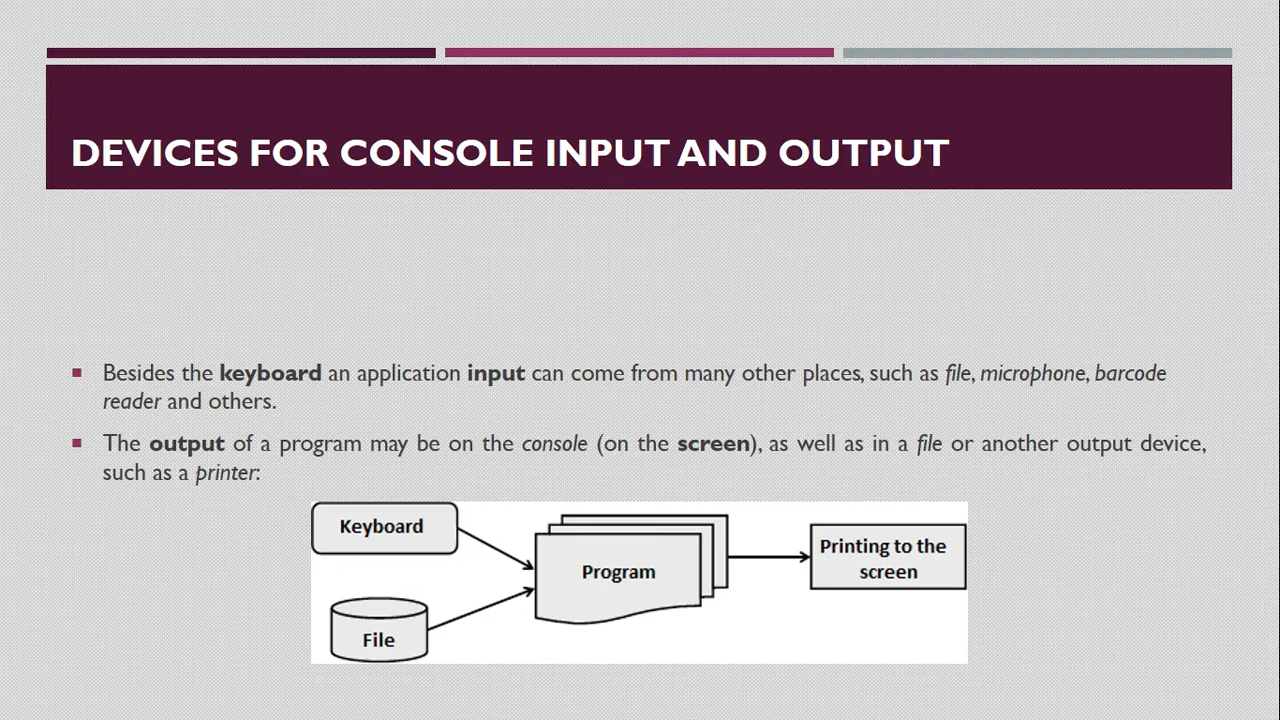 DEVICES FOR CONSOLE INPUT AND OUTPUT
Besides the keyboard an application input can come from many other places, such as file, microphone, barcode
reader and others.
The output of a program may be on the console (on the screen), as well as in a file or another output device,
such as a printer:
Keyboard
Program
Printing to the
screen
File